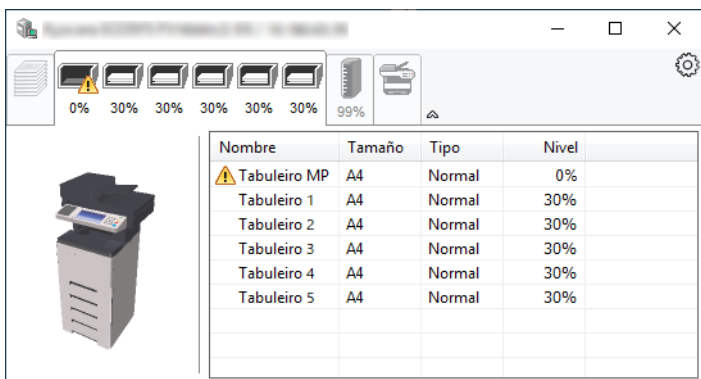 0% 30% 30% 30% 30% 30% 99%
Nombre Tamaño Tipo Nivel
Tabuleiro MP A4 Normal 0%
Tabuleiro 1 A4 Normal 30%
Tabuleiro 2 A4 Normal 30%
Tabuleiro 3 A4 Normal 30%
Tabuleiro 4 A4 Normal 30%
Tabuleiro 5 A4 Normal 30%